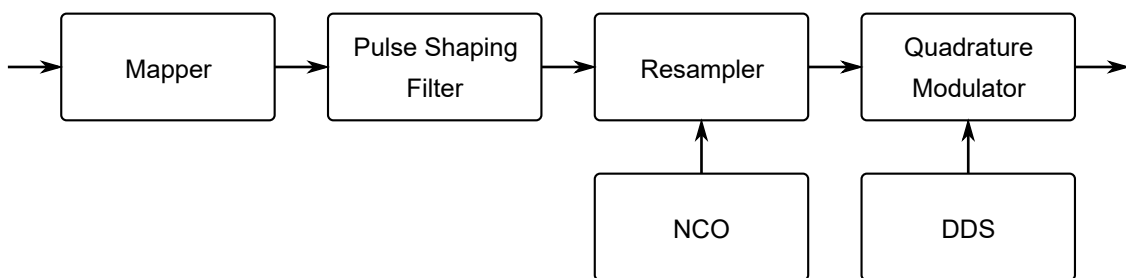 Mapper
Pulse Shaping
Filter
Resampler
Quadrature
Modulator
NCO
DDS